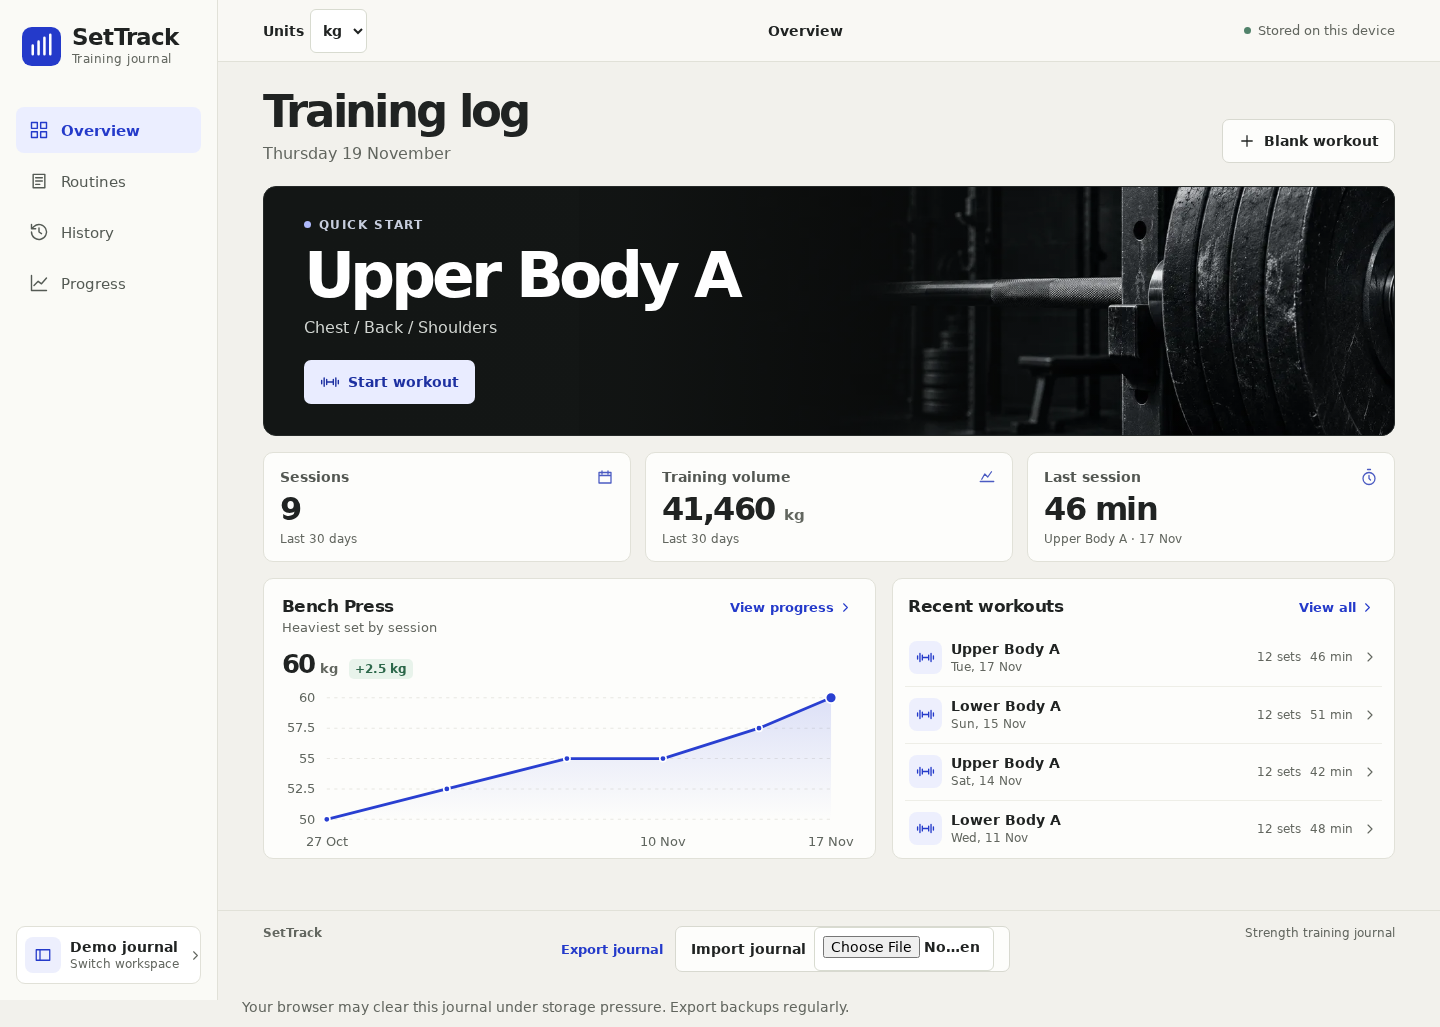 SetTrack
Training journal
Overview
Routines
History
Progress
Demo journal
Switch workspace
Units kg
Overview
Stored on this device
Training log
Thursday 19 November
Blank workout
QUICK START
Upper Body A
Chest / Back / Shoulders
Start workout
Sessions
9
Last 30 days
Training volume
41,460 kg
Last 30 days
Last session
46 min
Upper Body A · 17 Nov
Bench Press
View progress
Heaviest set by session
60 kg +2.5 kg
60
57.5
55
52.5
50
27 Oct 10 Nov 17 Nov
Recent workouts
View all
Upper Body A
Tue, 17 Nov
12 sets 46 min
Lower Body A
Sun, 15 Nov
12 sets 51 min
Upper Body A
Sat, 14 Nov
12 sets 42 min
Lower Body A
Wed, 11 Nov
12 sets 48 min
SetTrack
Export journal
Import journal Choose File No...en
Strength training journal
Your browser may clear this journal under storage pressure. Export backups regularly.